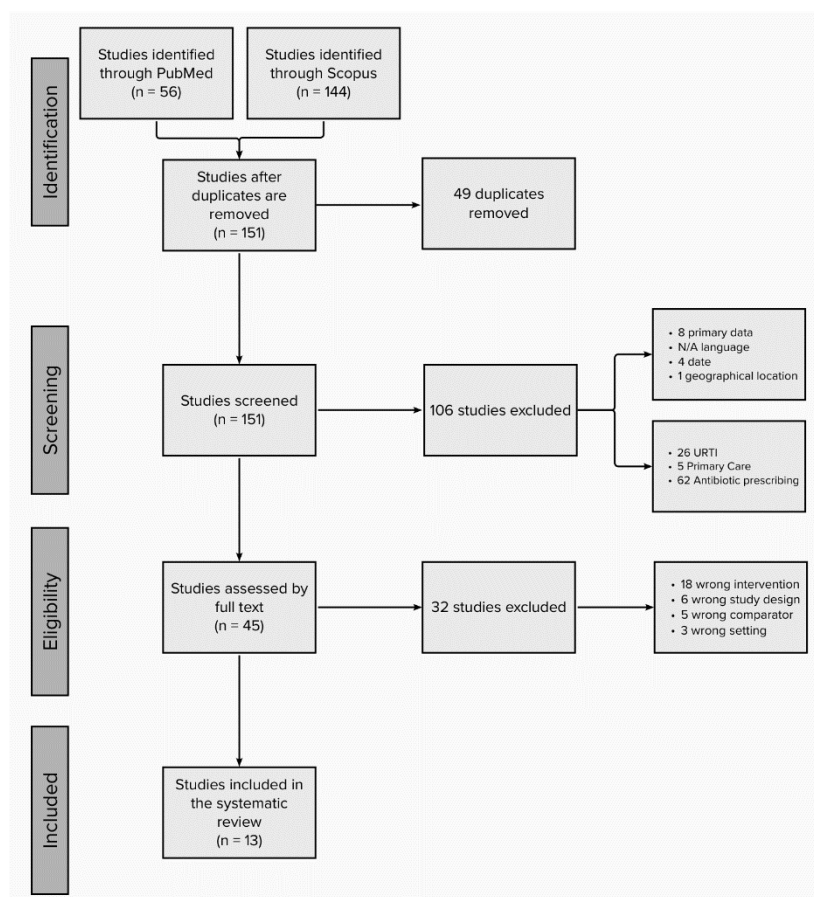 Identification
Studies identified
through PubMed
(n = 56)
Studies identified
through Scopus
(n = 144)
Studies after
duplicates are
removed
(n = 151)
49 duplicates
removed
Screening
Studies screened
(n = 151)
106 studies excluded
• 8 primary data
• N/A language
• 4 date
• 1 geographical location
• 26 URTI
• 5 Primary Care
• 62 Antibiotic prescribing
Eligibility
Studies assessed by
full text
(n = 45)
32 studies excluded
• 18 wrong intervention
• 6 wrong study design
• 5 wrong comparator
• 3 wrong setting
Included
Studies included in
the systematic
review
(n = 13)